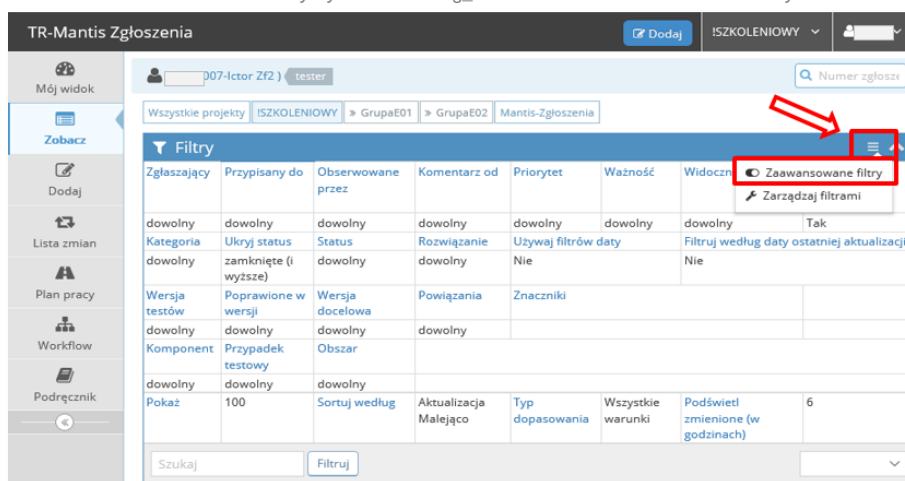 TR-Mantis Zgłoszenia
Dodaj
!SZKOLENIOWY
Mój widok
Zobacz
Dodaj
Lista zmian
Plan pracy
Workflow
Podręcznik
007-Ictor Zf2 ) tester
Numer zgłosze
Wszystkie projekty !SZKOLENIOWY » GrupaE01 » GrupaE02 Mantis-Zgłoszenia
Filtry
Zaawansowane filtry
Zarządzaj filtrami
Zgłaszający Przypisany do Obserwowane przez Komentarz od Priorytet Ważność Widoczn
dowolny dowolny dowolny dowolny dowolny dowolny dowolny Tak
Kategoria Ukryj status Status Rozwiązanie Używaj filtrów daty Filtruj według daty ostatniej aktualizacji
dowolny zamknięte (i wyższe) dowolny dowolny Nie Nie
Wersja testów Poprawione w wersji Wersja docelowa Powiązania Znaczniki
dowolny dowolny dowolny dowolny
Komponent Przypadek testowy Obszar
dowolny dowolny dowolny
Pokaż 100 Sortuj według Aktualizacja Malejąco Typ dopasowania Wszystkie warunki Podświetl zmienione (w godzinach) 6
Szukaj Filtruj